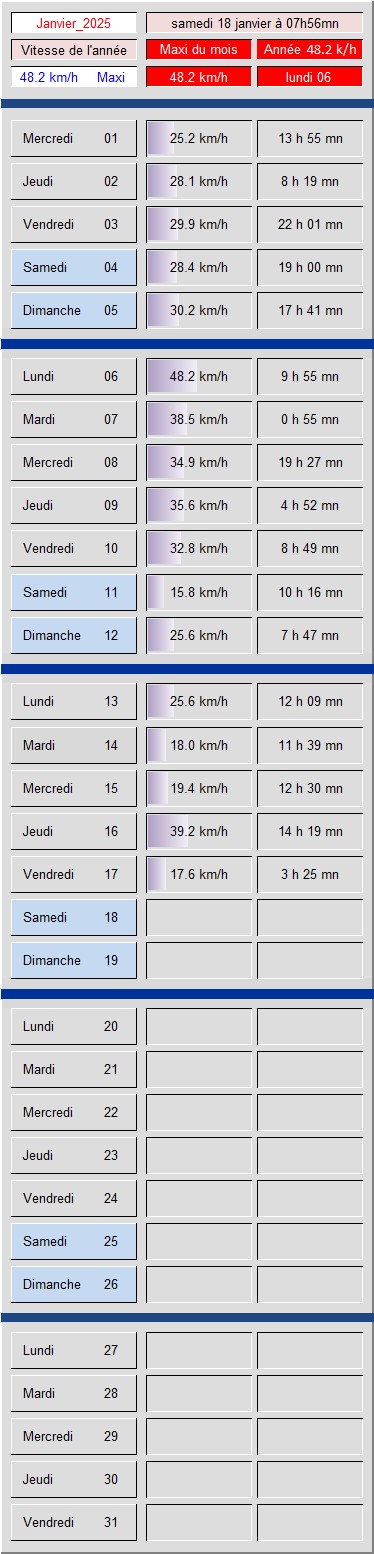 Janvier_2025 samedi 18 janvier à 07h56mn
Vitesse de l'année Maxi du mois Année 48.2 k/h
48.2 km/h Maxi 48.2 km/h lundi 06
Mercredi 01 25.2 km/h 13 h 55 mn
Jeudi 02 28.1 km/h 8 h 19 mn
Vendredi 03 29.9 km/h 22 h 01 mn
Samedi 04 28.4 km/h 19 h 00 mn
Dimanche 05 30.2 km/h 17 h 41 mn
Lundi 06 48.2 km/h 9 h 55 mn
Mardi 07 38.5 km/h 0 h 55 mn
Mercredi 08 34.9 km/h 19 h 27 mn
Jeudi 09 35.6 km/h 4 h 52 mn
Vendredi 10 32.8 km/h 8 h 49 mn
Samedi 11 15.8 km/h 10 h 16 mn
Dimanche 12 25.6 km/h 7 h 47 mn
Lundi 13 25.6 km/h 12 h 09 mn
Mardi 14 18.0 km/h 11 h 39 mn
Mercredi 15 19.4 km/h 12 h 30 mn
Jeudi 16 39.2 km/h 14 h 19 mn
Vendredi 17 17.6 km/h 3 h 25 mn
Samedi 18
Dimanche 19
Lundi 20
Mardi 21
Mercredi 22
Jeudi 23
Vendredi 24
Samedi 25
Dimanche 26
Lundi 27
Mardi 28
Mercredi 29
Jeudi 30
Vendredi 31